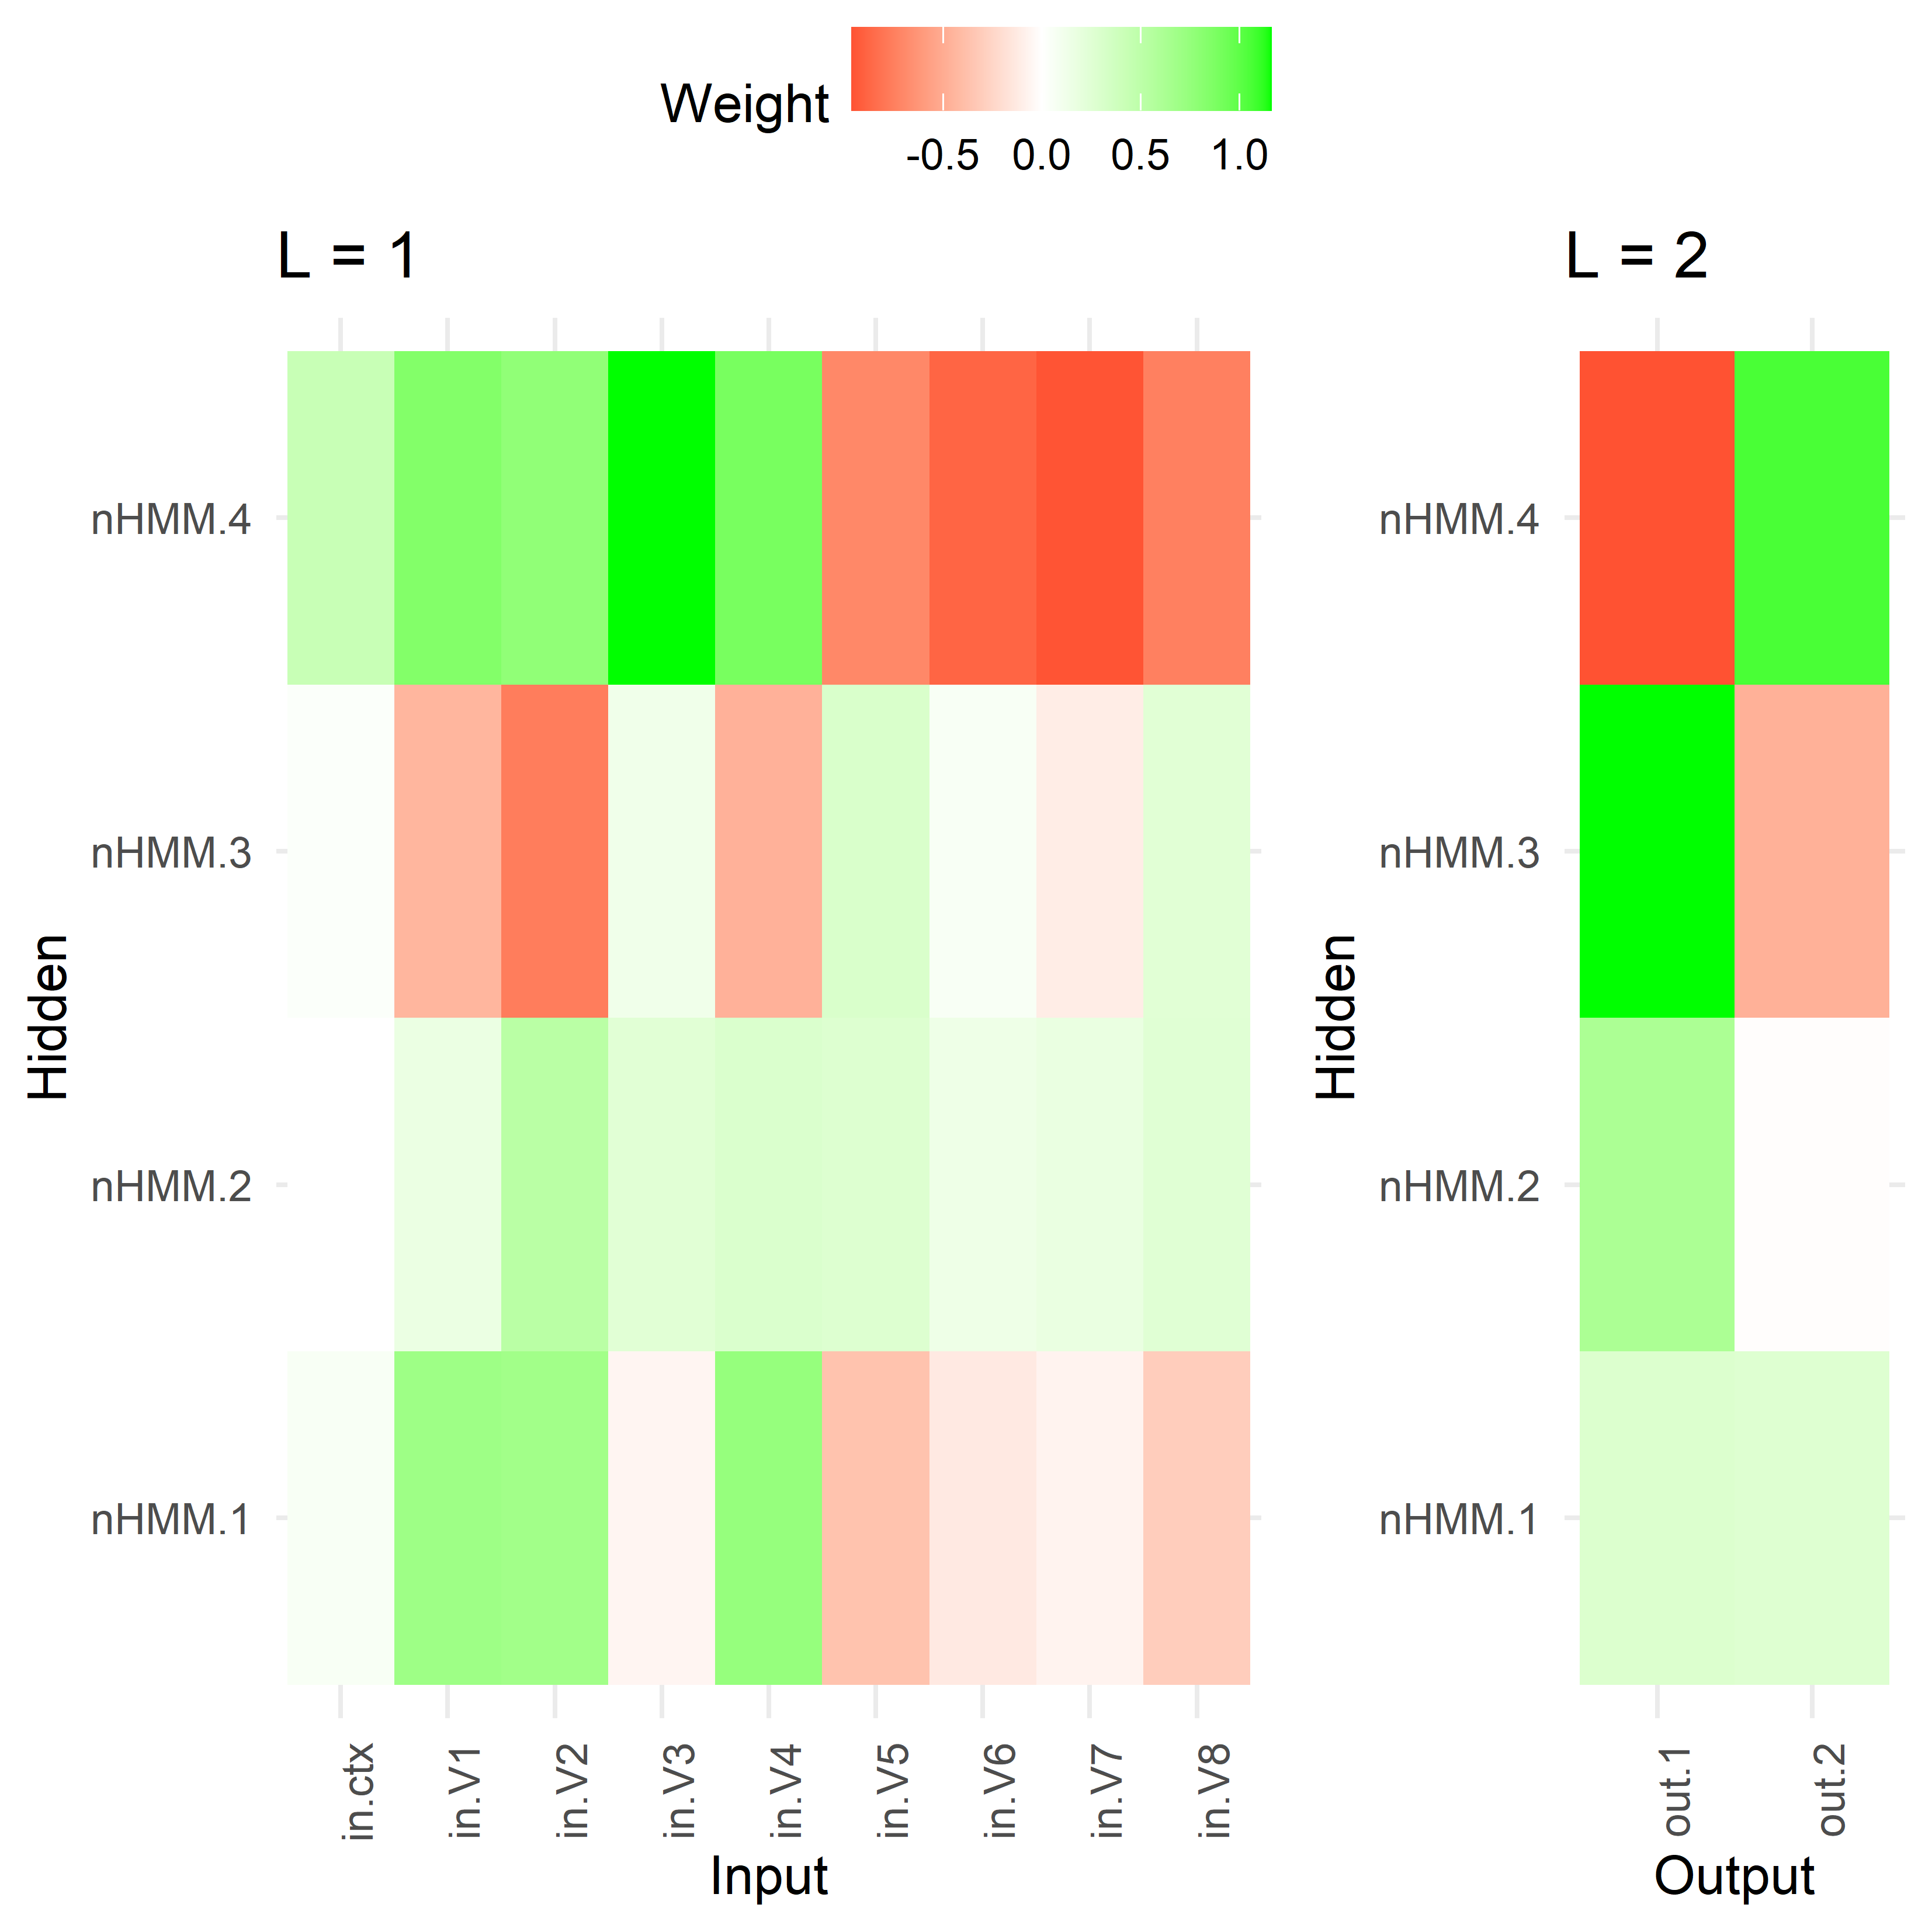 Weight
-0.5 0.0 0.5 1.0
L = 1
nHMM.4
nHMM.3
nHMM.2
nHMM.1
Hidden
in.ctx in.V1 in.V2 in.V3 in.V4 in.V5 in.V6 in.V7 in.V8
Input
L = 2
nHMM.4
nHMM.3
nHMM.2
nHMM.1
Hidden
out.1 out.2
Output